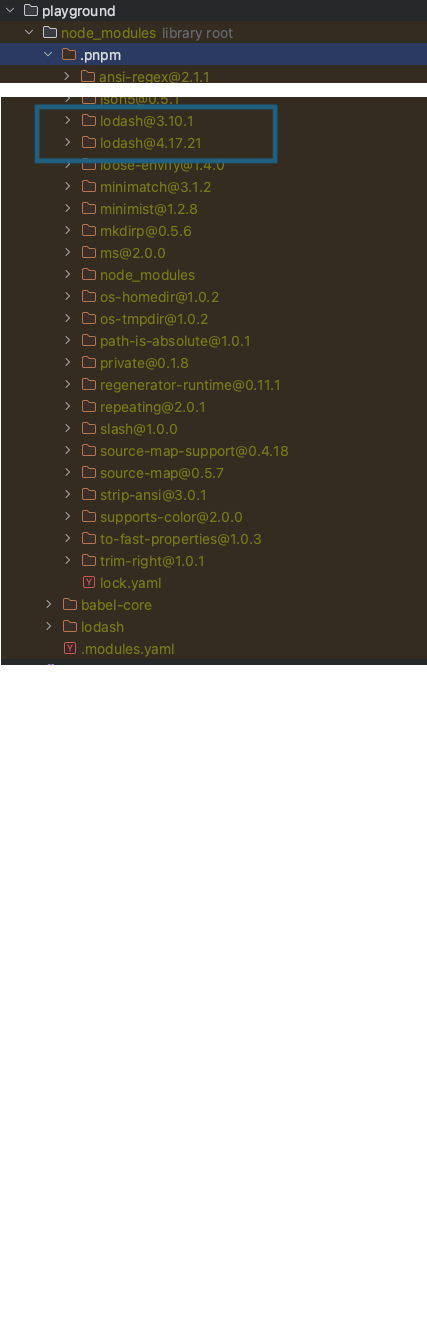 playground
node_modules library root
.pnpm
ansi-regex@2.1.1
json5@0.5.1
lodash@3.10.1
lodash@4.17.21
loose-envify@1.4.0
minimatch@3.1.2
minimist@1.2.8
mkdirp@0.5.6
ms@2.0.0
node_modules
os-homedir@1.0.2
os-tmpdir@1.0.2
path-is-absolute@1.0.1
private@0.1.8
regenerator-runtime@0.11.1
repeating@2.0.1
slash@1.0.0
source-map-support@0.4.18
source-map@0.5.7
strip-ansi@3.0.1
supports-color@2.0.0
to-fast-properties@1.0.3
trim-right@1.0.1
Y lock.yaml
babel-core
lodash
Y .modules.yaml